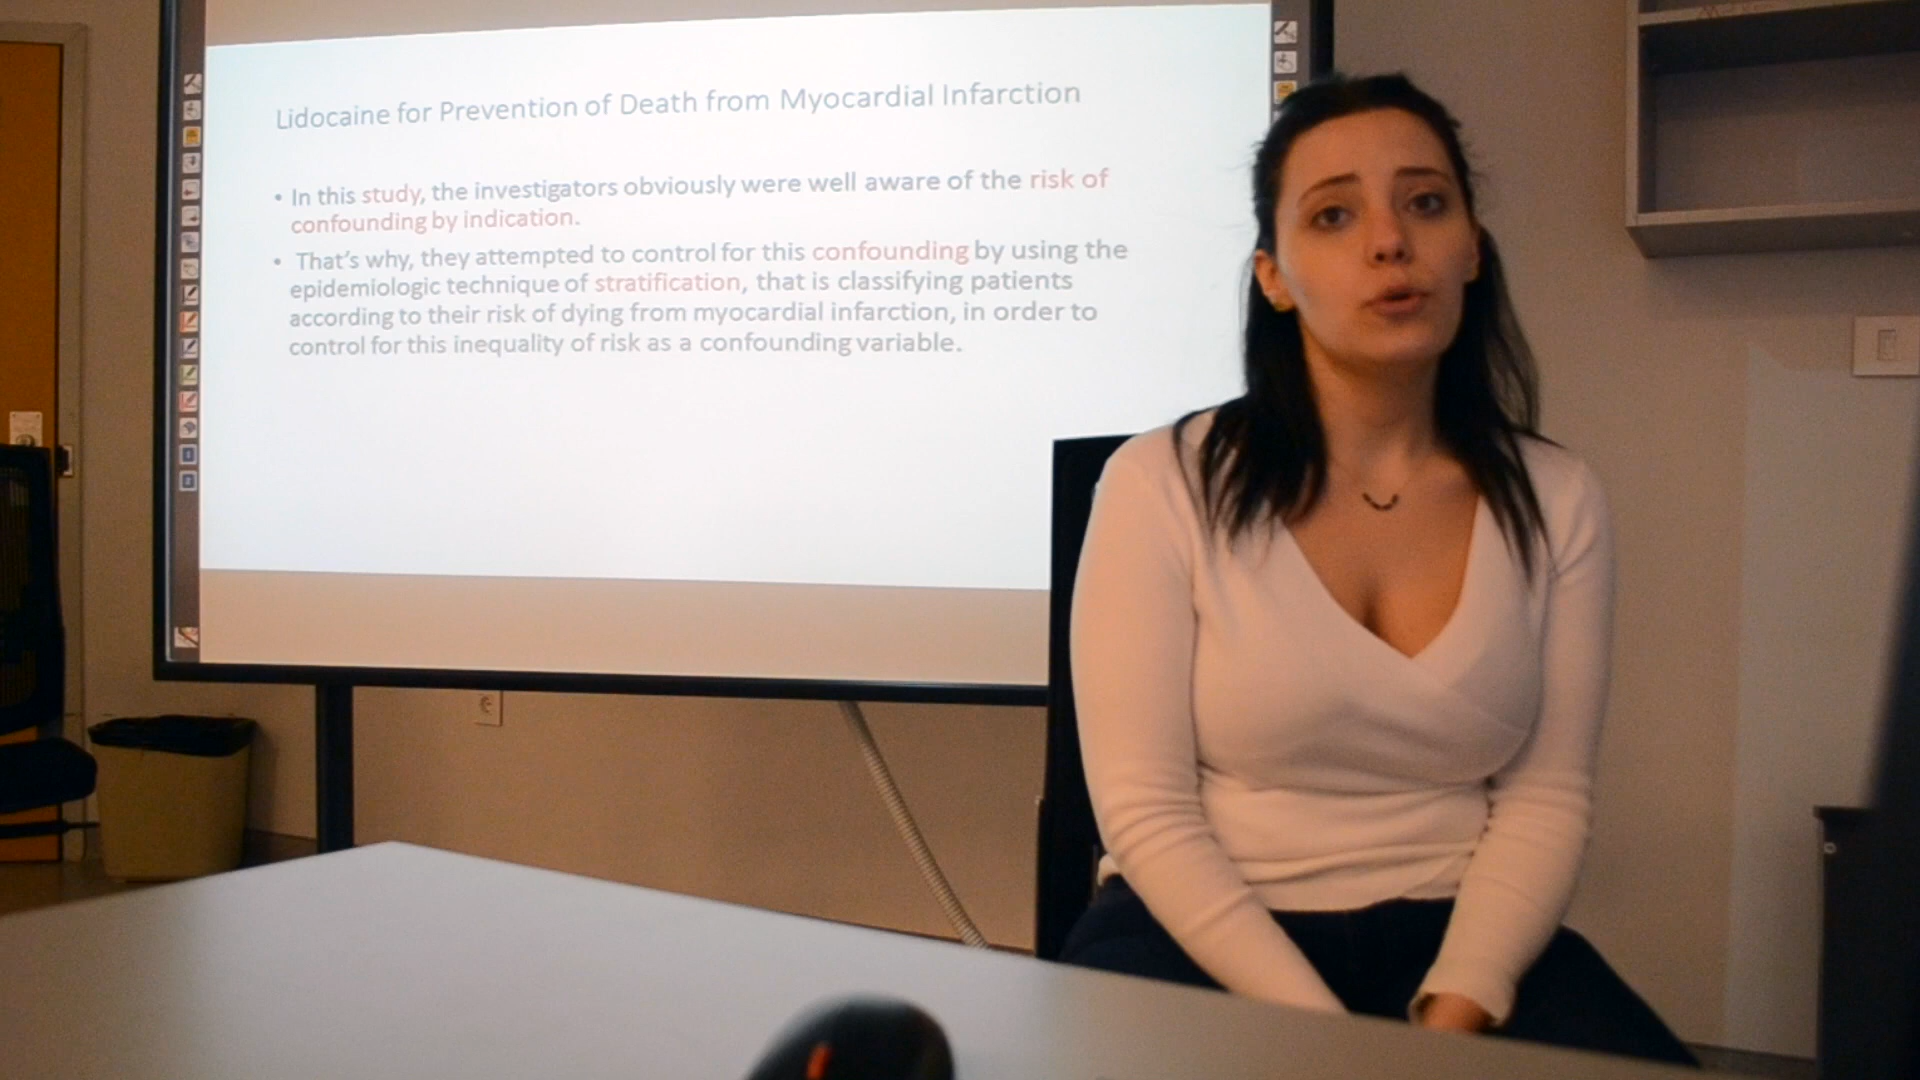 Lidocaine for Prevention of Death from Myocardial Infarction
• In this study, the investigators obviously were well aware of the risk of
confounding by indication.
• That's why, they attempted to control for this confounding by using the
epidemiologic technique of stratification, that is classifying patients
according to their risk of dying from myocardial infarction, in order to
control for this inequality of risk as a confounding variable.